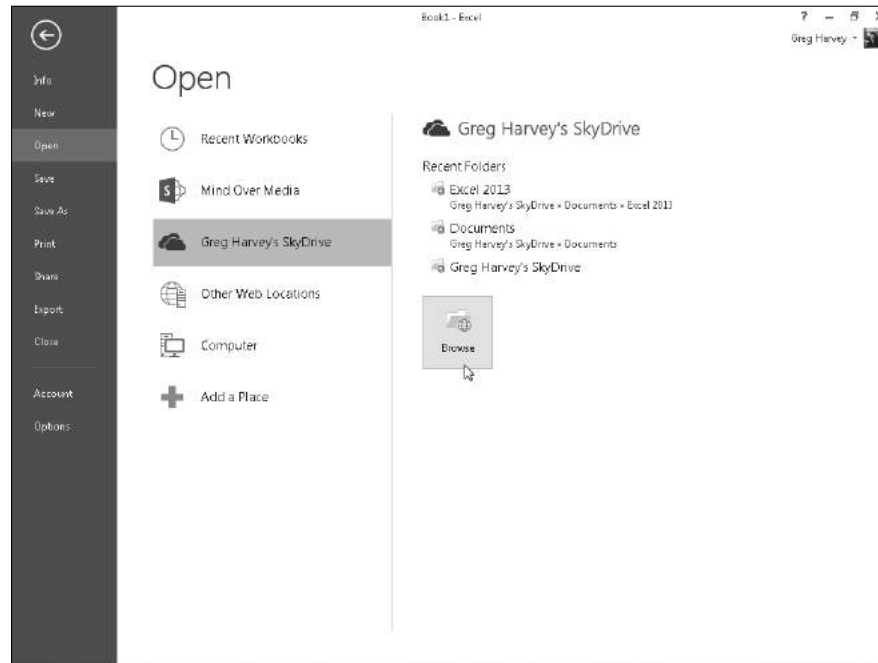 Book1 - Excel
?
Greg Harvey
Info
New
Open
Save
Save As
Print
Share
Export
Close
Account
Options
Open
Recent Workbooks
Mind Over Media
Greg Harvey's SkyDrive
Other Web Locations
Computer
Add a Place
Greg Harvey's SkyDrive
Recent Folders
Excel 2013
Greg Harvey's SkyDrive » Documents » Excel 2013
Documents
Greg Harvey's SkyDrive » Documents
Greg Harvey's SkyDrive
Browse